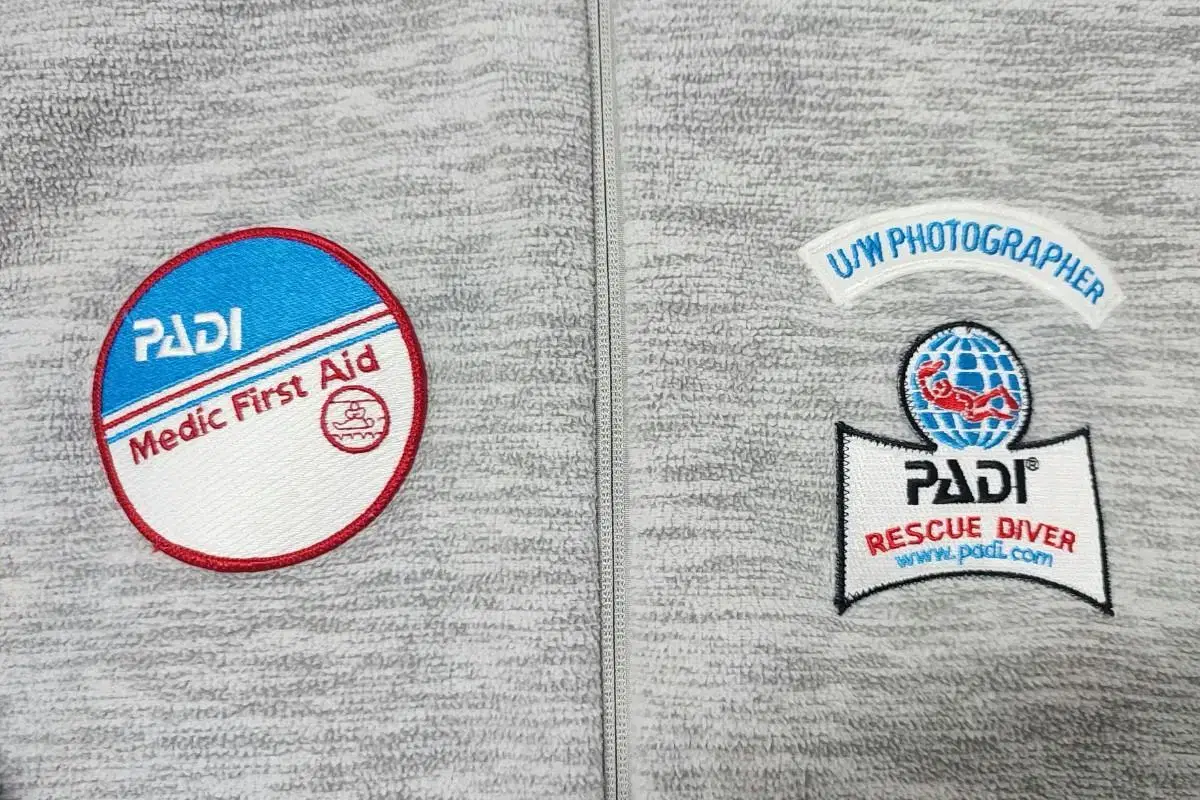 PADI
Medic First Aid
U/W PHOTOGRAPHER
PADI®
RESCUE DIVER
www.padi.com